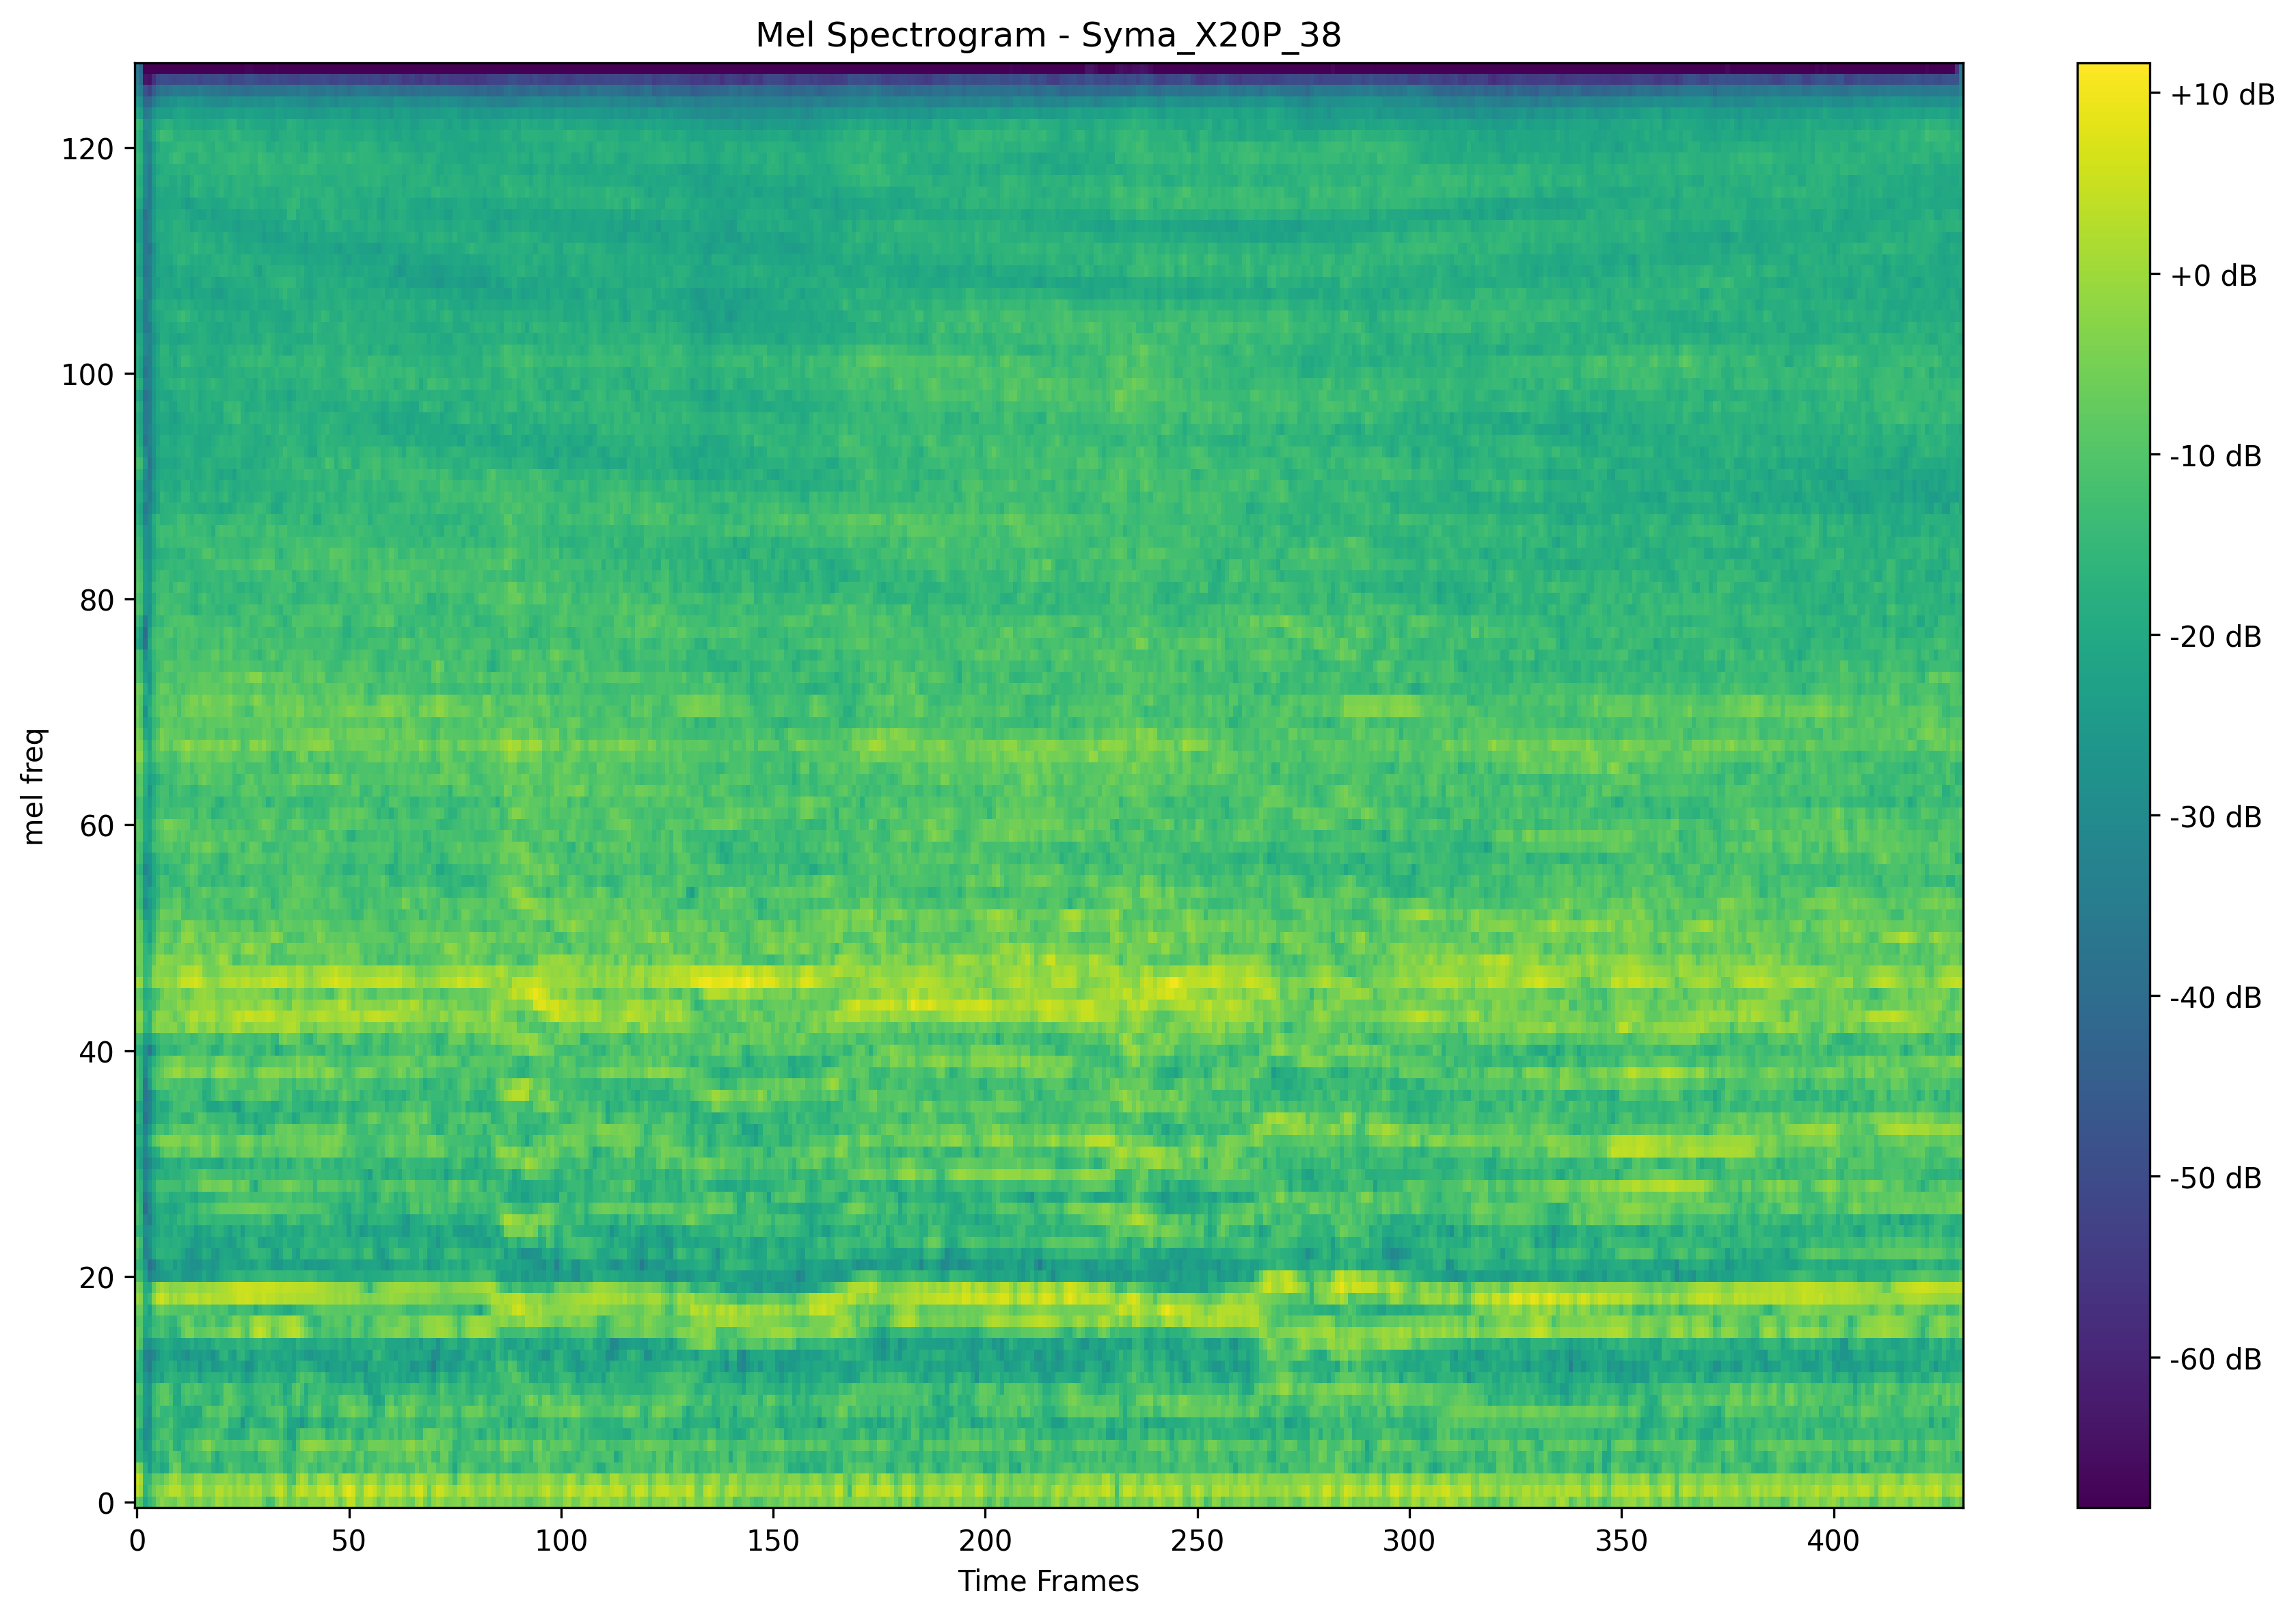 Mel Spectrogram - Syma_X20P_38
mel freq
120
100
80
60
40
20
0
0 50 100 150 200 250 300 350 400
Time Frames
+10 dB
+0 dB
-10 dB
-20 dB
-30 dB
-40 dB
-50 dB
-60 dB